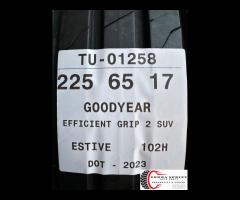 TU-01258
225 65 17
GOODYEAR
EFFICIENT GRIP 2 SUV
ESTIVE 102H
DOT - 2023